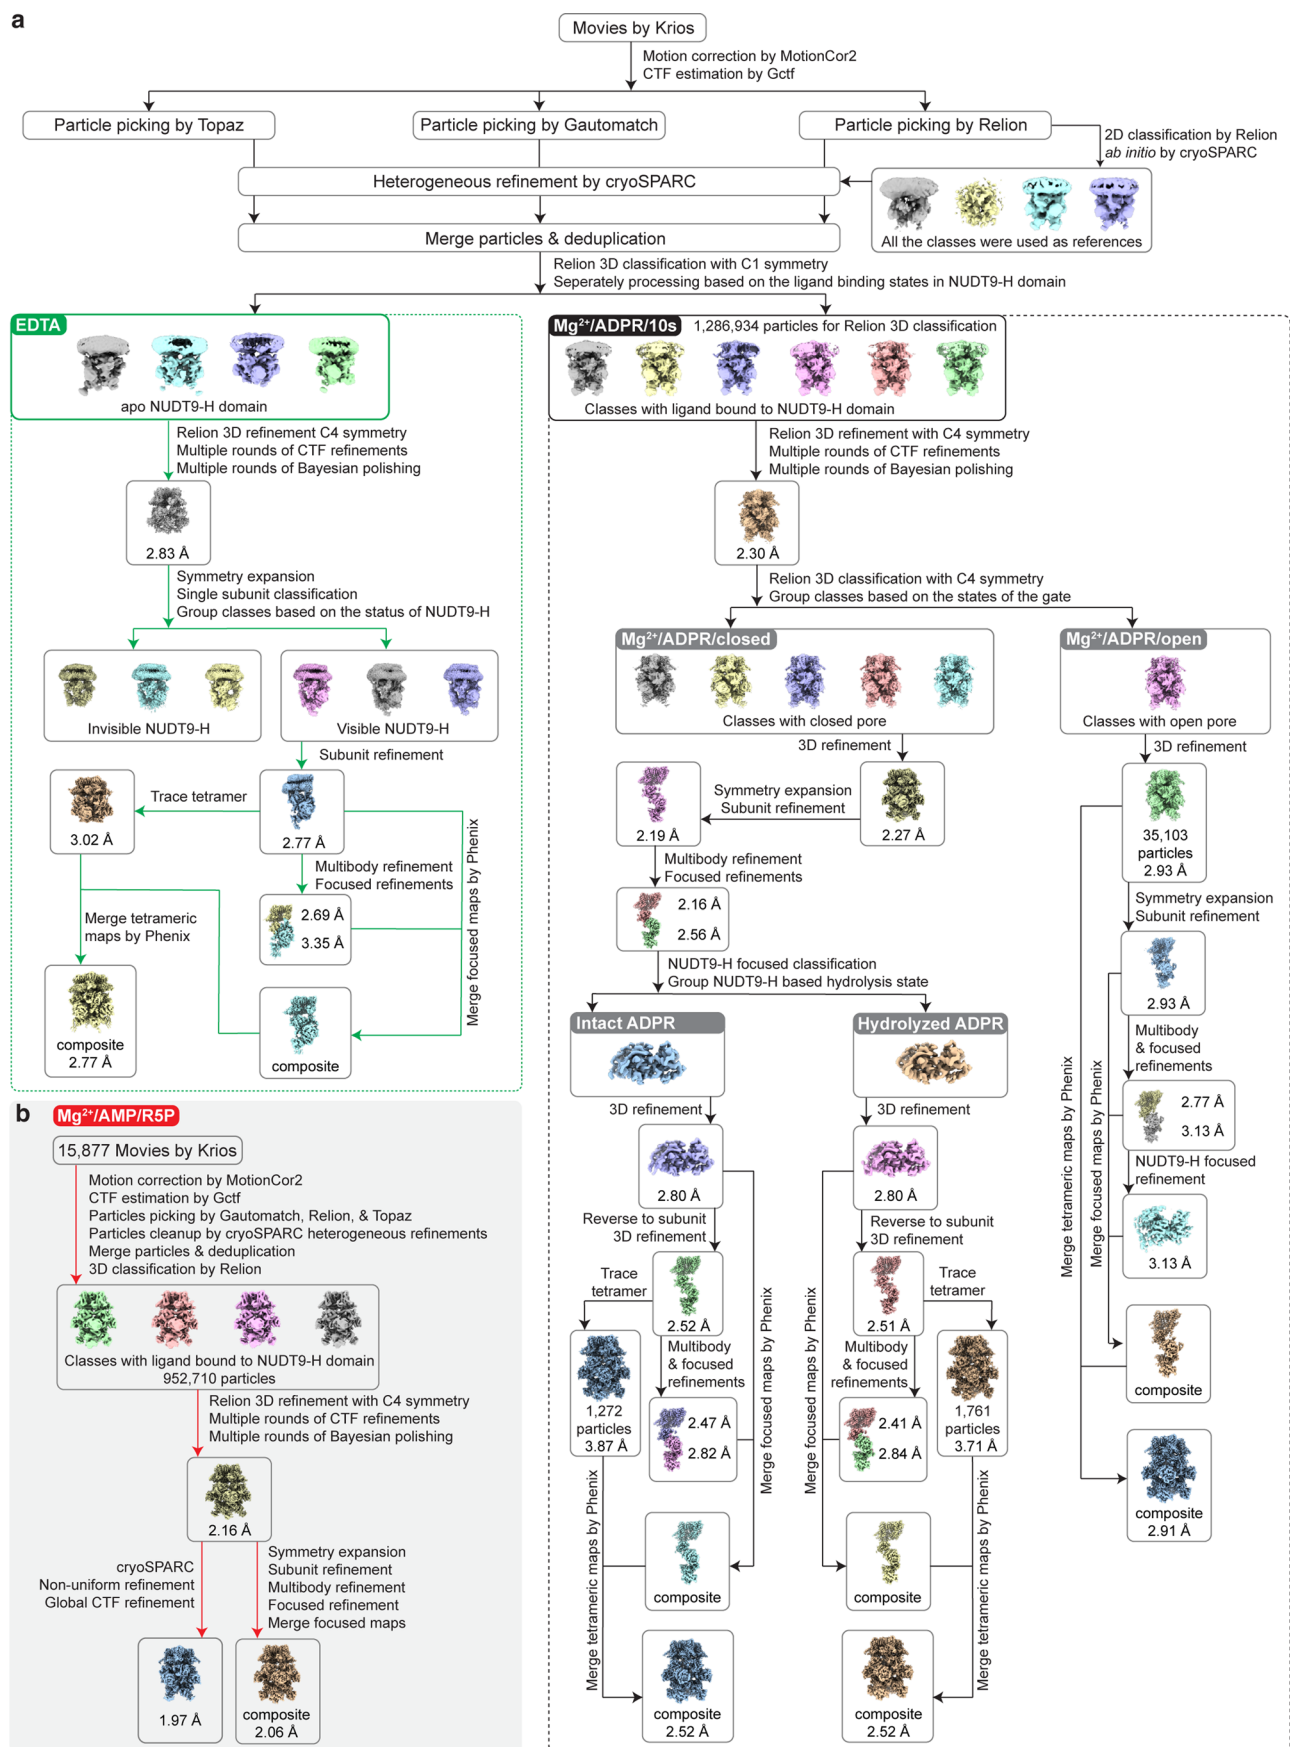 a
Movies by Krios
Motion correction by MotionCor2
CTF estimation by Gctf
Particle picking by Topaz
Particle picking by Gautomatch
Particle picking by Relion
2D classification by Relion
ab initio by cryoSPARC
Heterogeneous refinement by cryoSPARC
All the classes were used as references
Merge particles & deduplication
Relion 3D classification with C1 symmetry
Seperately processing based on the ligand binding states in NUDT9-H domain
EDTA
apo NUDT9-H domain
Relion 3D refinement C4 symmetry
Multiple rounds of CTF refinements
Multiple rounds of Bayesian polishing
2.83 Å
Symmetry expansion
Single subunit classification
Group classes based on the status of NUDT9-H
Invisible NUDT9-H
Visible NUDT9-H
Subunit refinement
Trace tetramer
3.02 Å
2.77 Å
Multibody refinement
Focused refinements
2.69 Å
3.35 Å
Merge focused maps by Phenix
Merge tetrameric
maps by Phenix
composite
2.77 Å
composite
Mg²⁺/ADPR/10s
1,286,934 particles for Relion 3D classification
Classes with ligand bound to NUDT9-H domain
Relion 3D refinement with C4 symmetry
Multiple rounds of CTF refinements
Multiple rounds of Bayesian polishing
2.30 Å
Relion 3D classification with C4 symmetry
Group classes based on the states of the gate
Mg²⁺/ADPR/closed
Classes with closed pore
3D refinement
Symmetry expansion
Subunit refinement
2.19 Å
2.27 Å
Multibody refinement
Focused refinements
2.16 Å
2.56 Å
NUDT9-H focused classification
Group NUDT9-H based hydrolysis state
Intact ADPR
3D refinement
2.80 Å
Reverse to subunit
3D refinement
Trace
tetramer
2.52 Å
1,272
particles
3.87 Å
Multibody
& focused
refinements
2.47 Å
2.82 Å
Merge focused maps by Phenix
Merge tetrameric maps by Phenix
composite
composite
2.52 Å
Hydrolyzed ADPR
3D refinement
2.80 Å
Reverse to subunit
3D refinement
Trace
tetramer
2.51 Å
Multibody
& focused
refinements
1,761
particles
3.71 Å
2.41 Å
2.84 Å
Merge focused maps by Phenix
Merge tetrameric maps by Phenix
composite
composite
2.52 Å
Mg²⁺/ADPR/open
Classes with open pore
3D refinement
35,103
particles
2.93 Å
Symmetry expansion
Subunit refinement
2.93 Å
Multibody
& focused
refinements
2.77 Å
3.13 Å
NUDT9-H focused
refinement
3.13 Å
Merge tetrameric maps by Phenix
Merge focused maps by Phenix
composite
composite
2.91 Å
b
Mg²⁺/AMP/R5P
15,877 Movies by Krios
Motion correction by MotionCor2
CTF estimation by Gctf
Particles picking by Gautomatch, Relion, & Topaz
Particles cleanup by cryoSPARC heterogeneous refinements
Merge particles & deduplication
3D classification by Relion
Classes with ligand bound to NUDT9-H domain
952,710 particles
Relion 3D refinement with C4 symmetry
Multiple rounds of CTF refinements
Multiple rounds of Bayesian polishing
2.16 Å
cryoSPARC
Non-uniform refinement
Global CTF refinement
Symmetry expansion
Subunit refinement
Multibody refinement
Focused refinement
Merge focused maps
1.97 Å
composite
2.06 Å